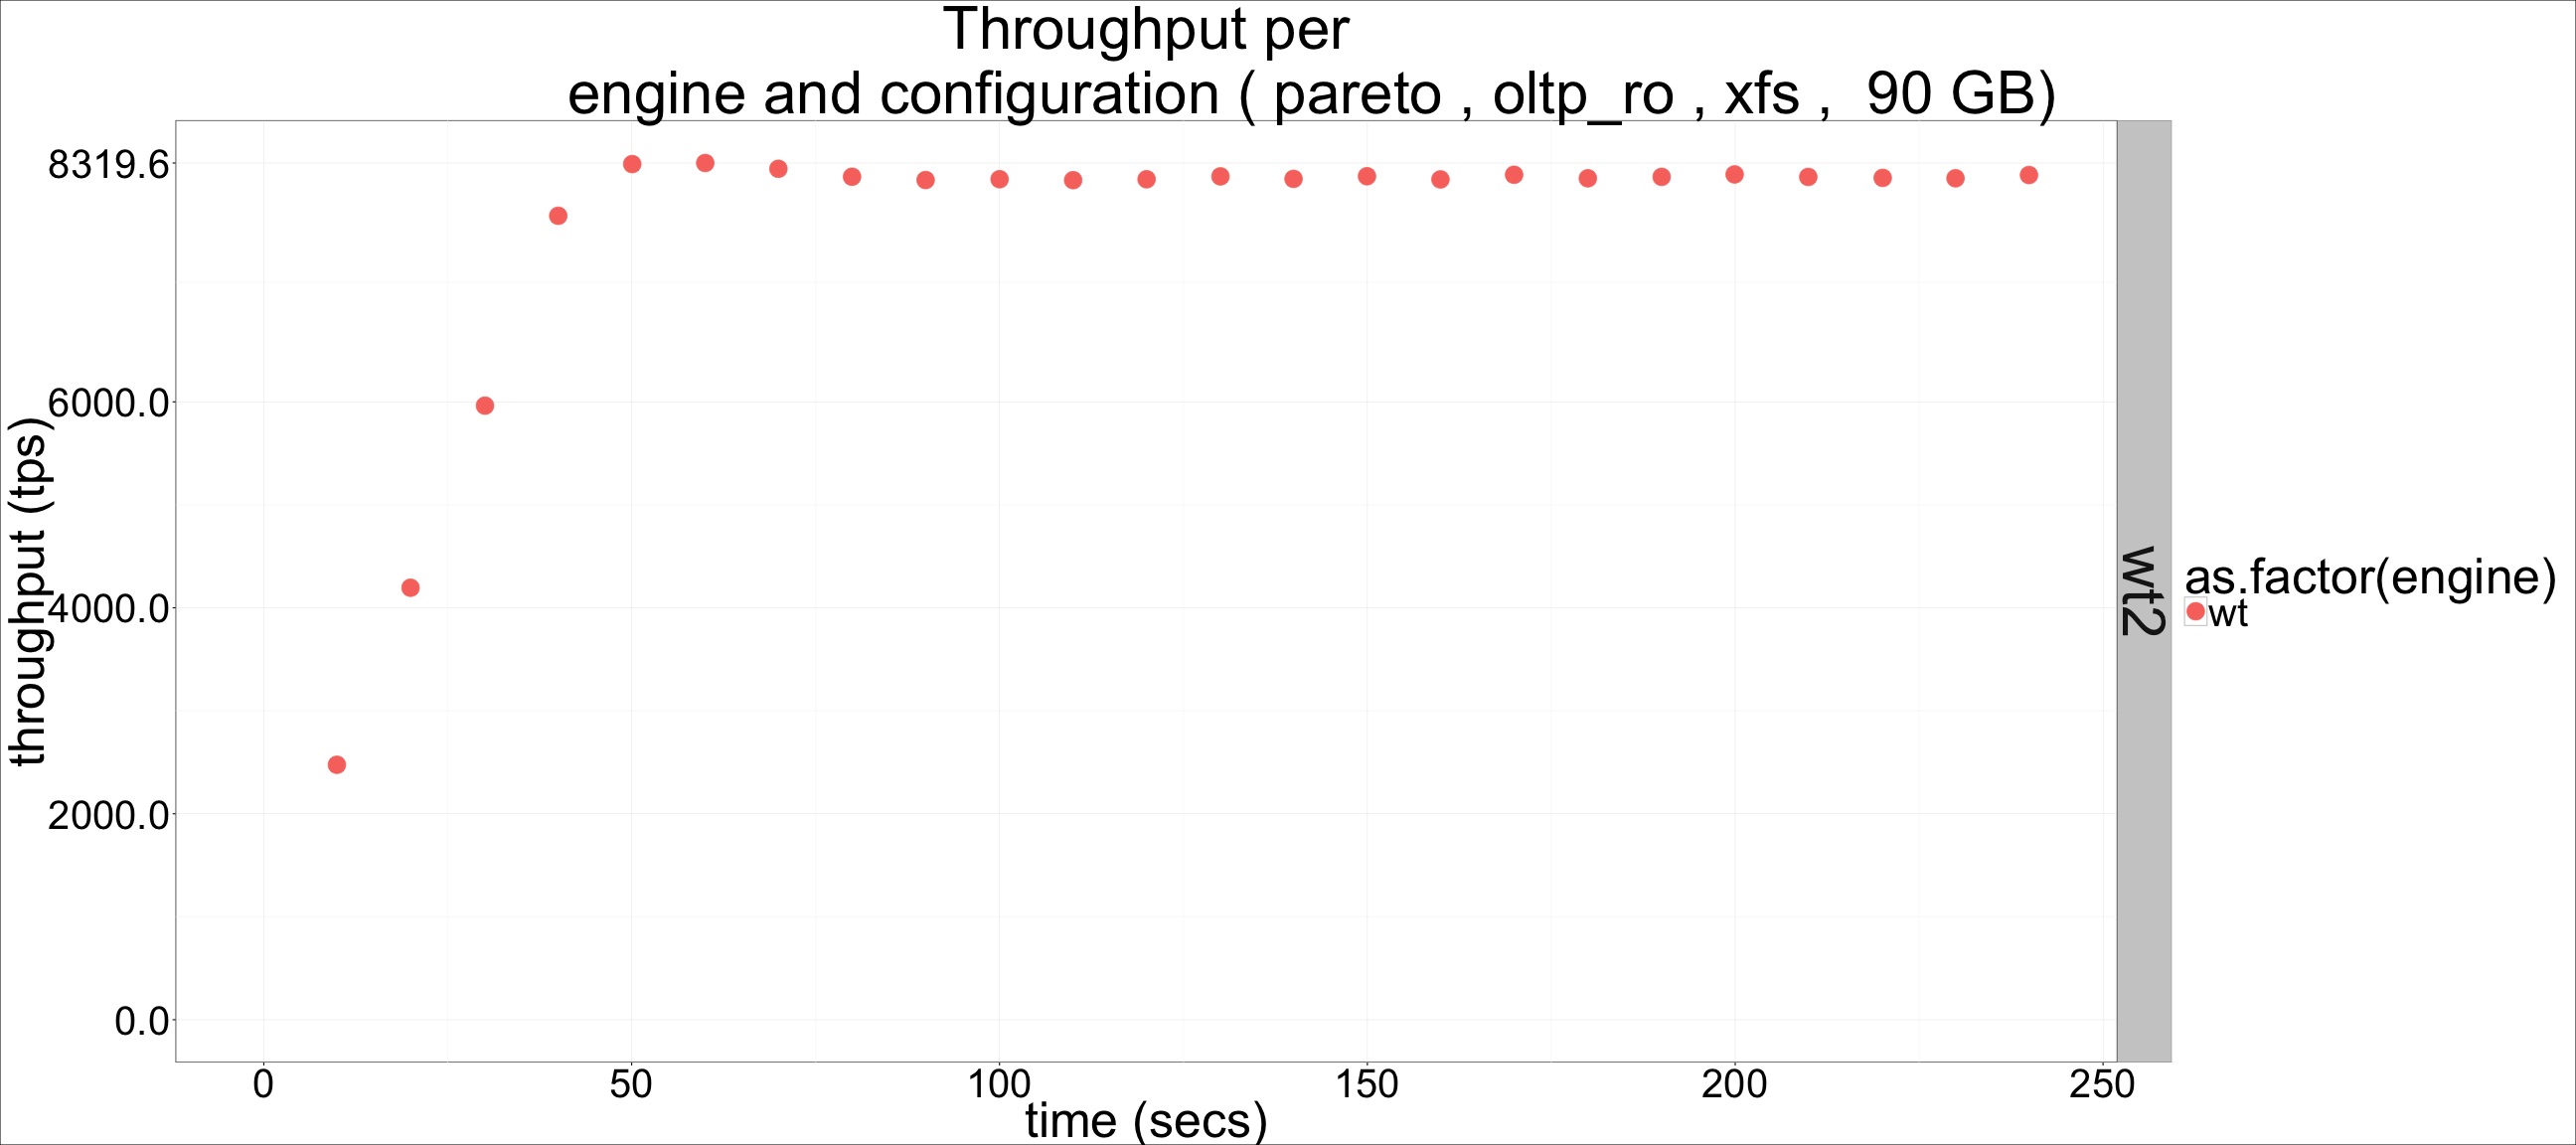 Throughput per
engine and configuration ( pareto , oltp_ro , xfs ,  90 GB)
throughput (tps)
8319.6
6000.0
4000.0
2000.0
0.0
0 50 100 150 200 250
time (secs)
wt2
as.factor(engine)
wt